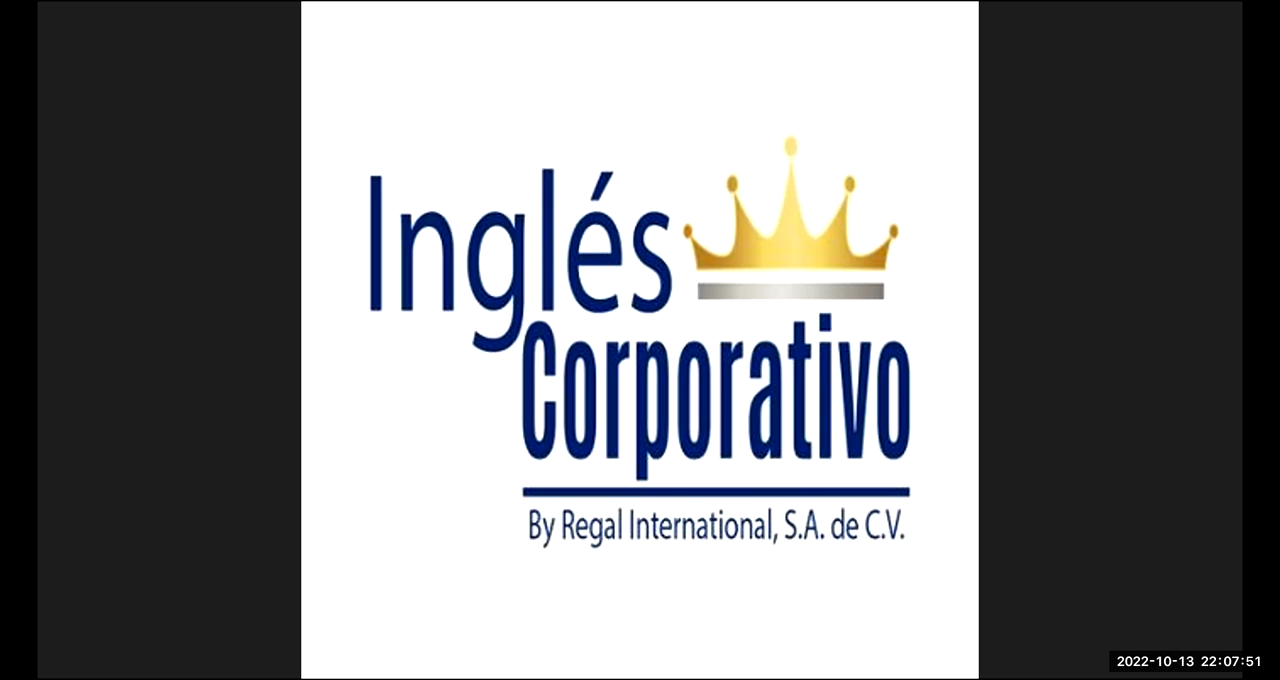 Inglés
Corporativo
By Regal International, S.A. de C.V.
2022-10-13 22:07:51